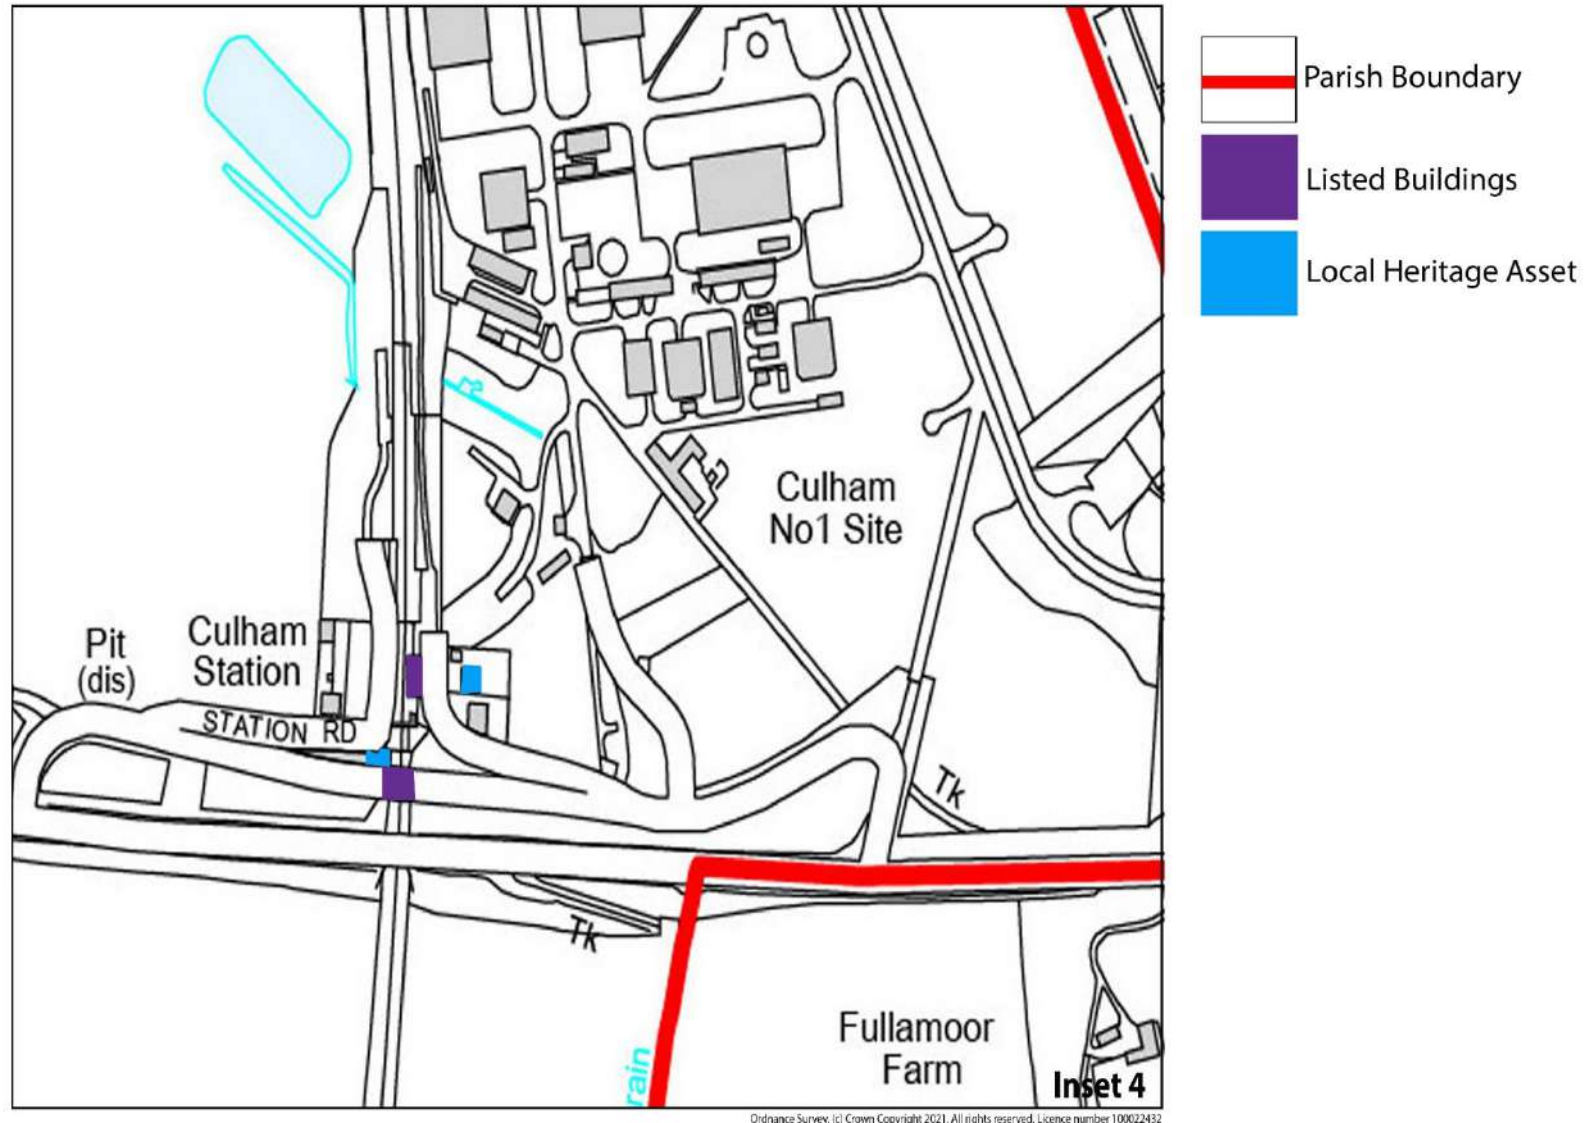 Parish Boundary
Listed Buildings
Local Heritage Asset
Culham
No1 Site
Culham
Station
Pit
(dis)
STATION RD
Tk
Tk
Fullamoor
Farm
rain
Inset 4
Ordnance Survey, (c) Crown Copyright 2021. All rights reserved. Licence number 100022432